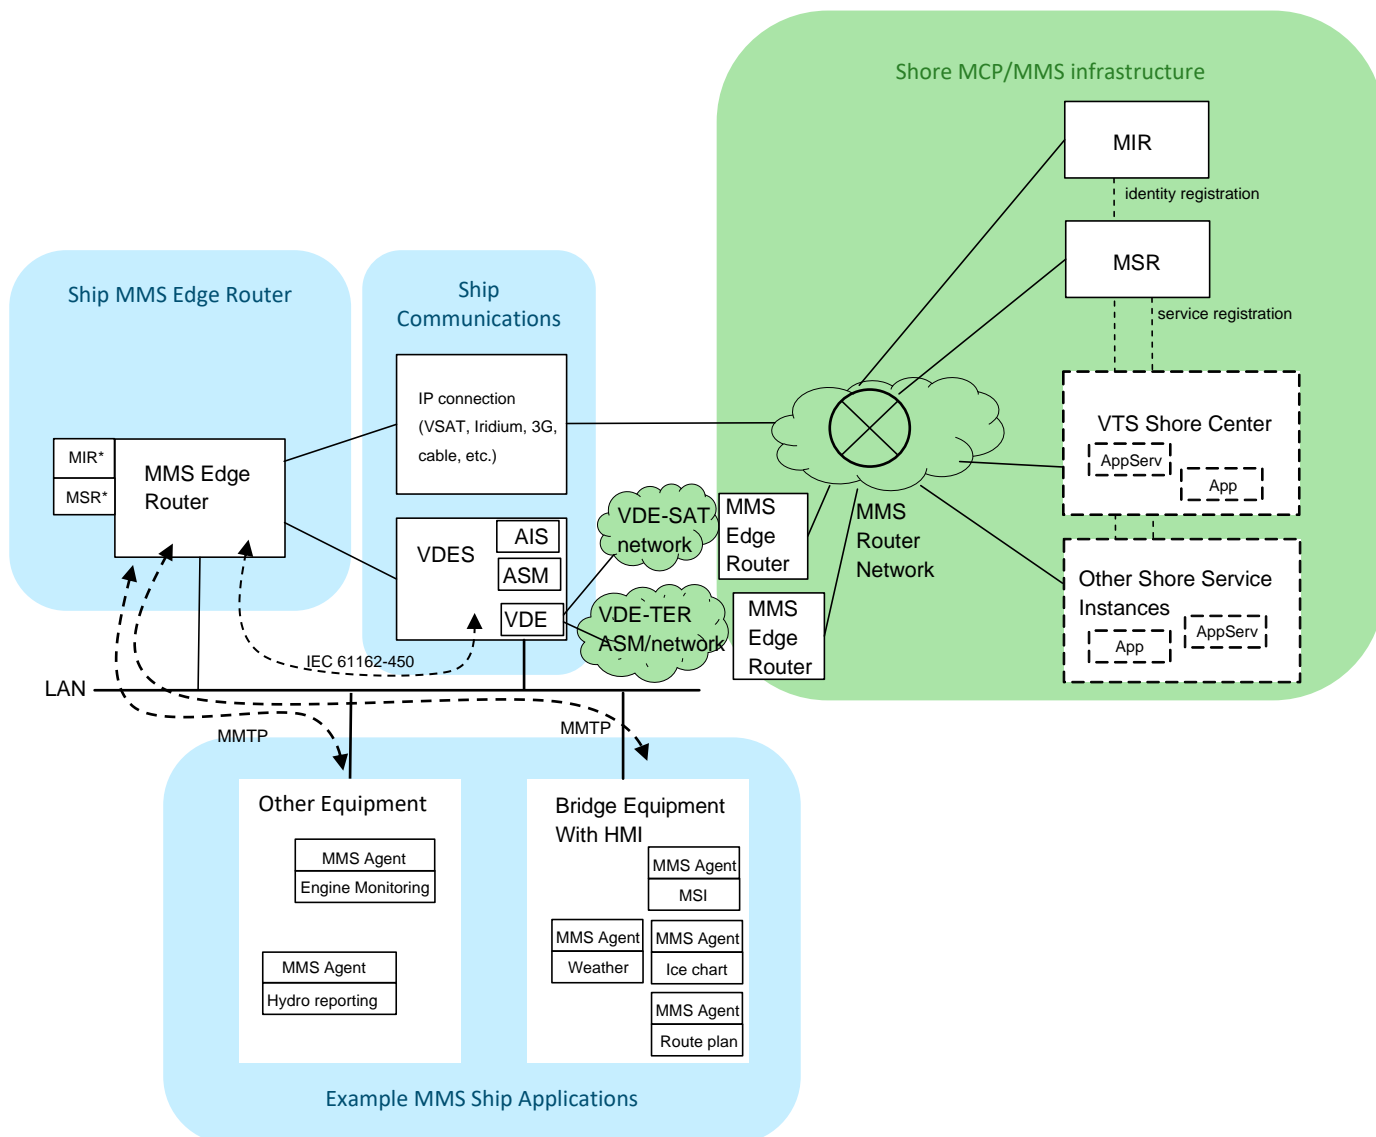 Shore MCP/MMS infrastructure
MIR
identity registration
MSR
service registration
Ship MMS Edge Router
Ship
Communications
IP connection
(VSAT, Iridium, 3G,
cable, etc.)
MIR*
MSR*
MMS Edge
Router
VTS Shore Center
AppServ
App
VDES
AIS
ASM
VDE
VDE-SAT
network
MMS
Edge
Router
MMS
Router
Network
VDE-TER
ASM/network
MMS
Edge
Router
Other Shore Service
Instances
App
AppServ
IEC 61162-450
LAN
MMTP
MMTP
Other Equipment
MMS Agent
Engine Monitoring
MMS Agent
Hydro reporting
Bridge Equipment
With HMI
MMS Agent
MSI
MMS Agent
Weather
MMS Agent
Ice chart
MMS Agent
Route plan
Example MMS Ship Applications